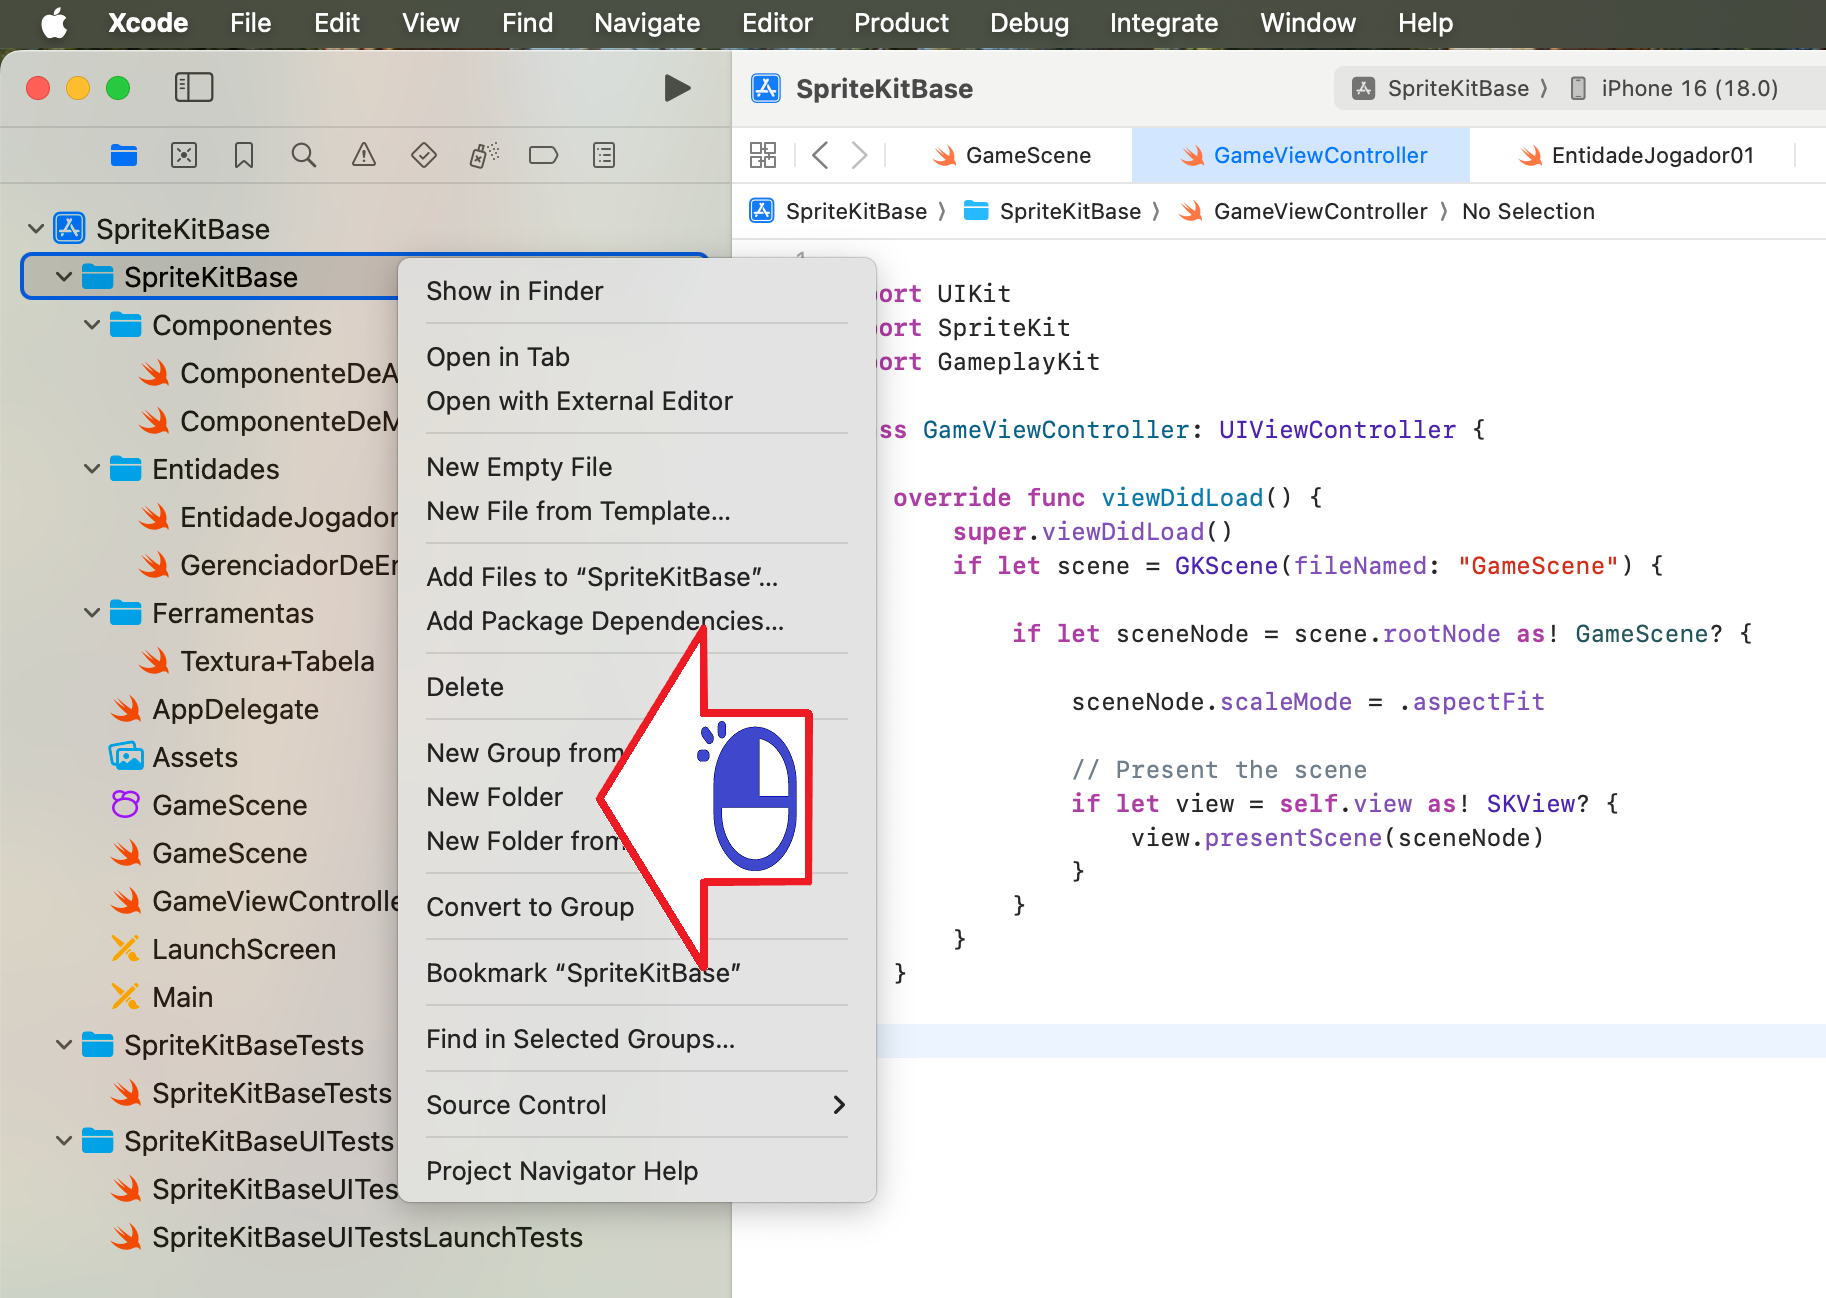 Xcode File Edit View Find Navigate Editor Product Debug Integrate Window Help
SpriteKitBase
SpriteKitBase 〉 iPhone 16 (18.0)
GameScene
GameViewController
EntidadeJogador01
SpriteKitBase 〉 SpriteKitBase 〉 GameViewController 〉 No Selection
SpriteKitBase
SpriteKitBase
Componentes
ComponenteDeA
ComponenteDeM
Entidades
EntidadeJogador
GerenciadorDeEn
Ferramentas
Textura+Tabela
AppDelegate
Assets
GameScene
GameScene
GameViewControlle
LaunchScreen
Main
SpriteKitBaseTests
SpriteKitBaseTests
SpriteKitBaseUITests
SpriteKitBaseUITes
SpriteKitBaseUITestsLaunchTests
Show in Finder
Open in Tab
Open with External Editor
New Empty File
New File from Template...
Add Files to “SpriteKitBase”...
Add Package Dependencies...
Delete
New Group from
New Folder
New Folder from
Convert to Group
Bookmark “SpriteKitBase”
Find in Selected Groups...
Source Control
Project Navigator Help
1
ort UIKit
ort SpriteKit
ort GameplayKit
ss GameViewController: UIViewController {
override func viewDidLoad() {
super.viewDidLoad()
if let scene = GKScene(fileNamed: "GameScene") {
if let sceneNode = scene.rootNode as! GameScene? {
sceneNode.scaleMode = .aspectFit
// Present the scene
if let view = self.view as! SKView? {
view.presentScene(sceneNode)
}
}
}
}